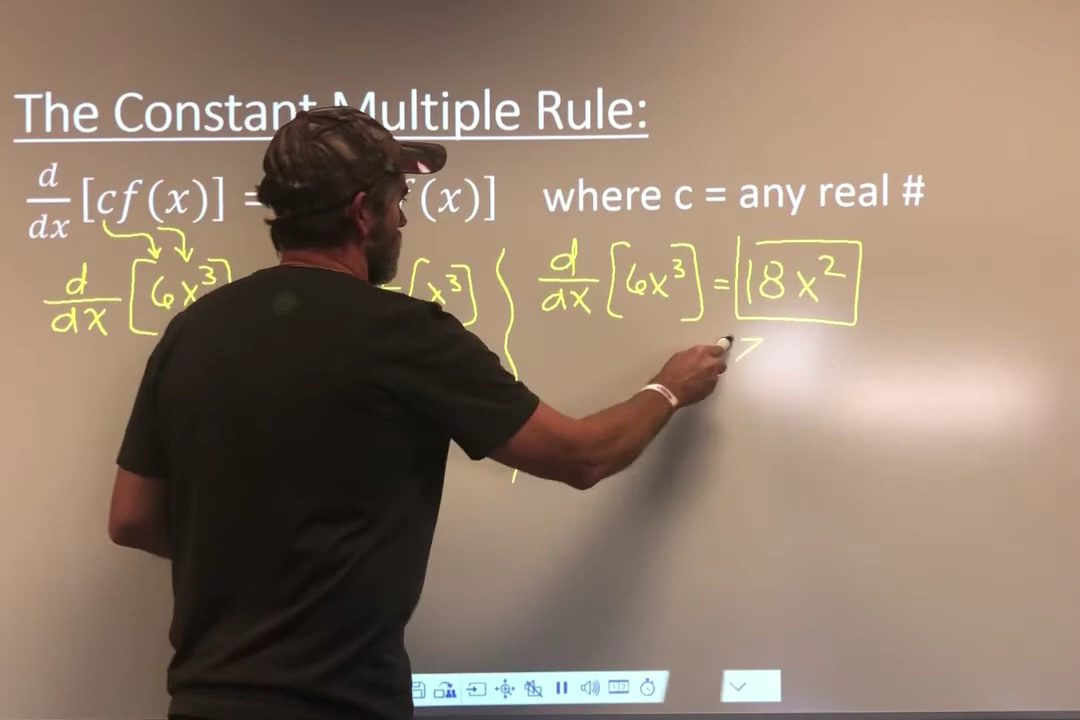 The Constant Multiple Rule:
d/dx [cf(x)] = f(x)] where c = any real #
d/dx [6x³] = [x³] d/dx [6x³] = 18x²